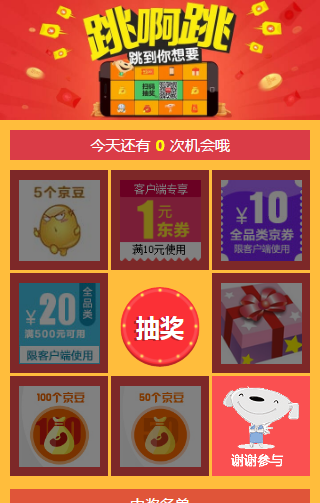 跳啊跳
跳到你想要
扫码
抽奖
今天还有 0 次机会哦
5个京豆
客户端专享
1元
东券
满10元使用
¥10
全品类京券
限客户端使用
¥20
全品类
满500元可用
限客户端使用
抽奖
100个京豆
50个京豆
谢谢参与
中奖名单